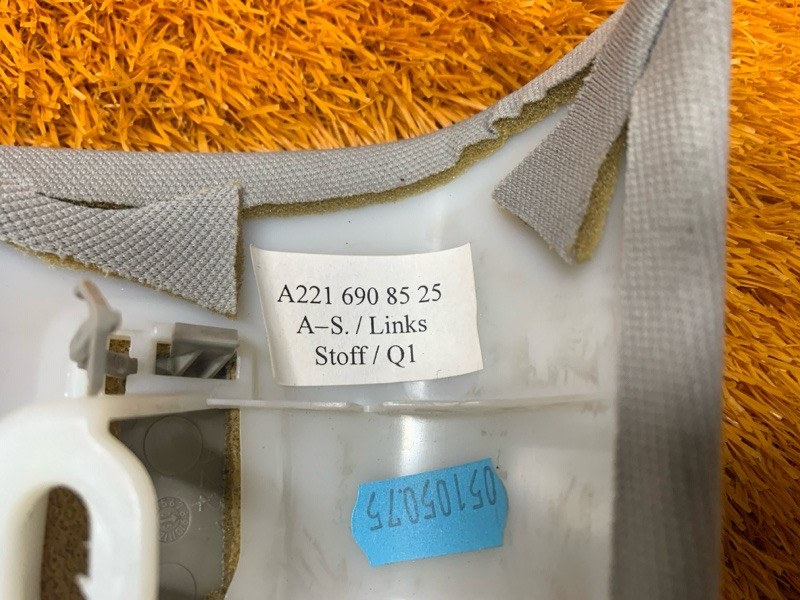 A221 690 85 25
A–S. / Links
Stoff / Q1
05105075